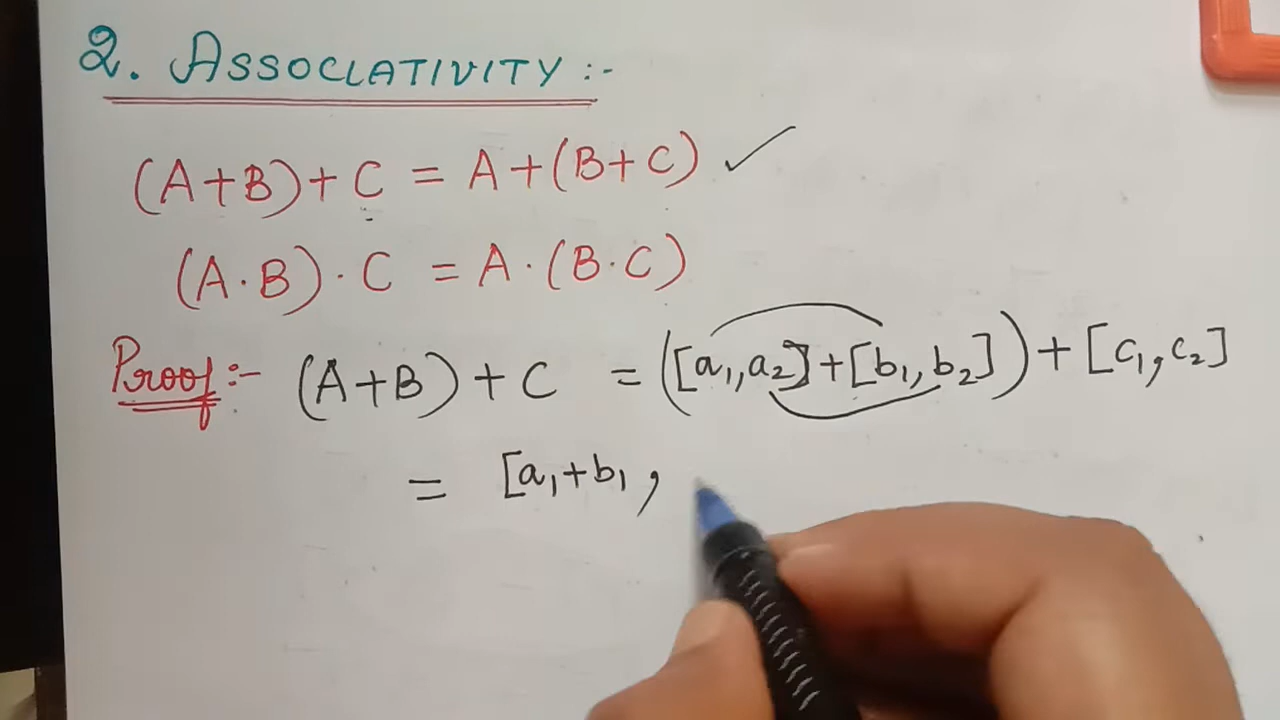 2. ASSOCIATIVITY :-
(A+B)+C = A+(B+C) ✓
(A·B)·C = A·(B·C)
Proof:- (A+B)+C = ([a₁,a₂]+[b₁,b₂])+[c₁,c₂]
= [a₁+b₁,